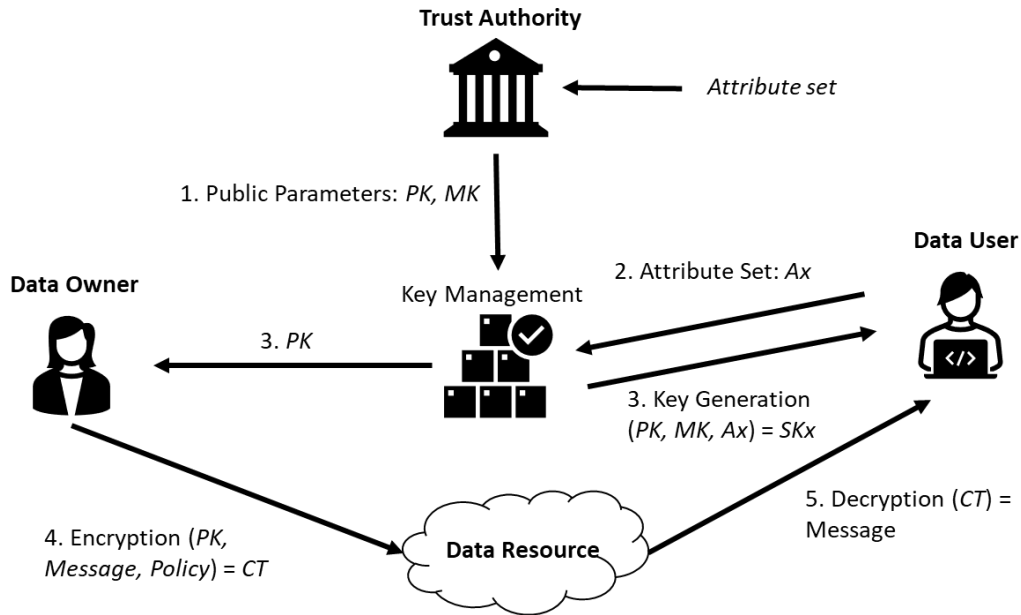 Trust Authority
Attribute set
1. Public Parameters: PK, MK
Data User
2. Attribute Set: Ax
Data Owner
Key Management
3. PK
</>
3. Key Generation
(PK, MK, Ax) = SKx
5. Decryption (CT) =
Message
4. Encryption (PK,
Message, Policy) = CT
Data Resource